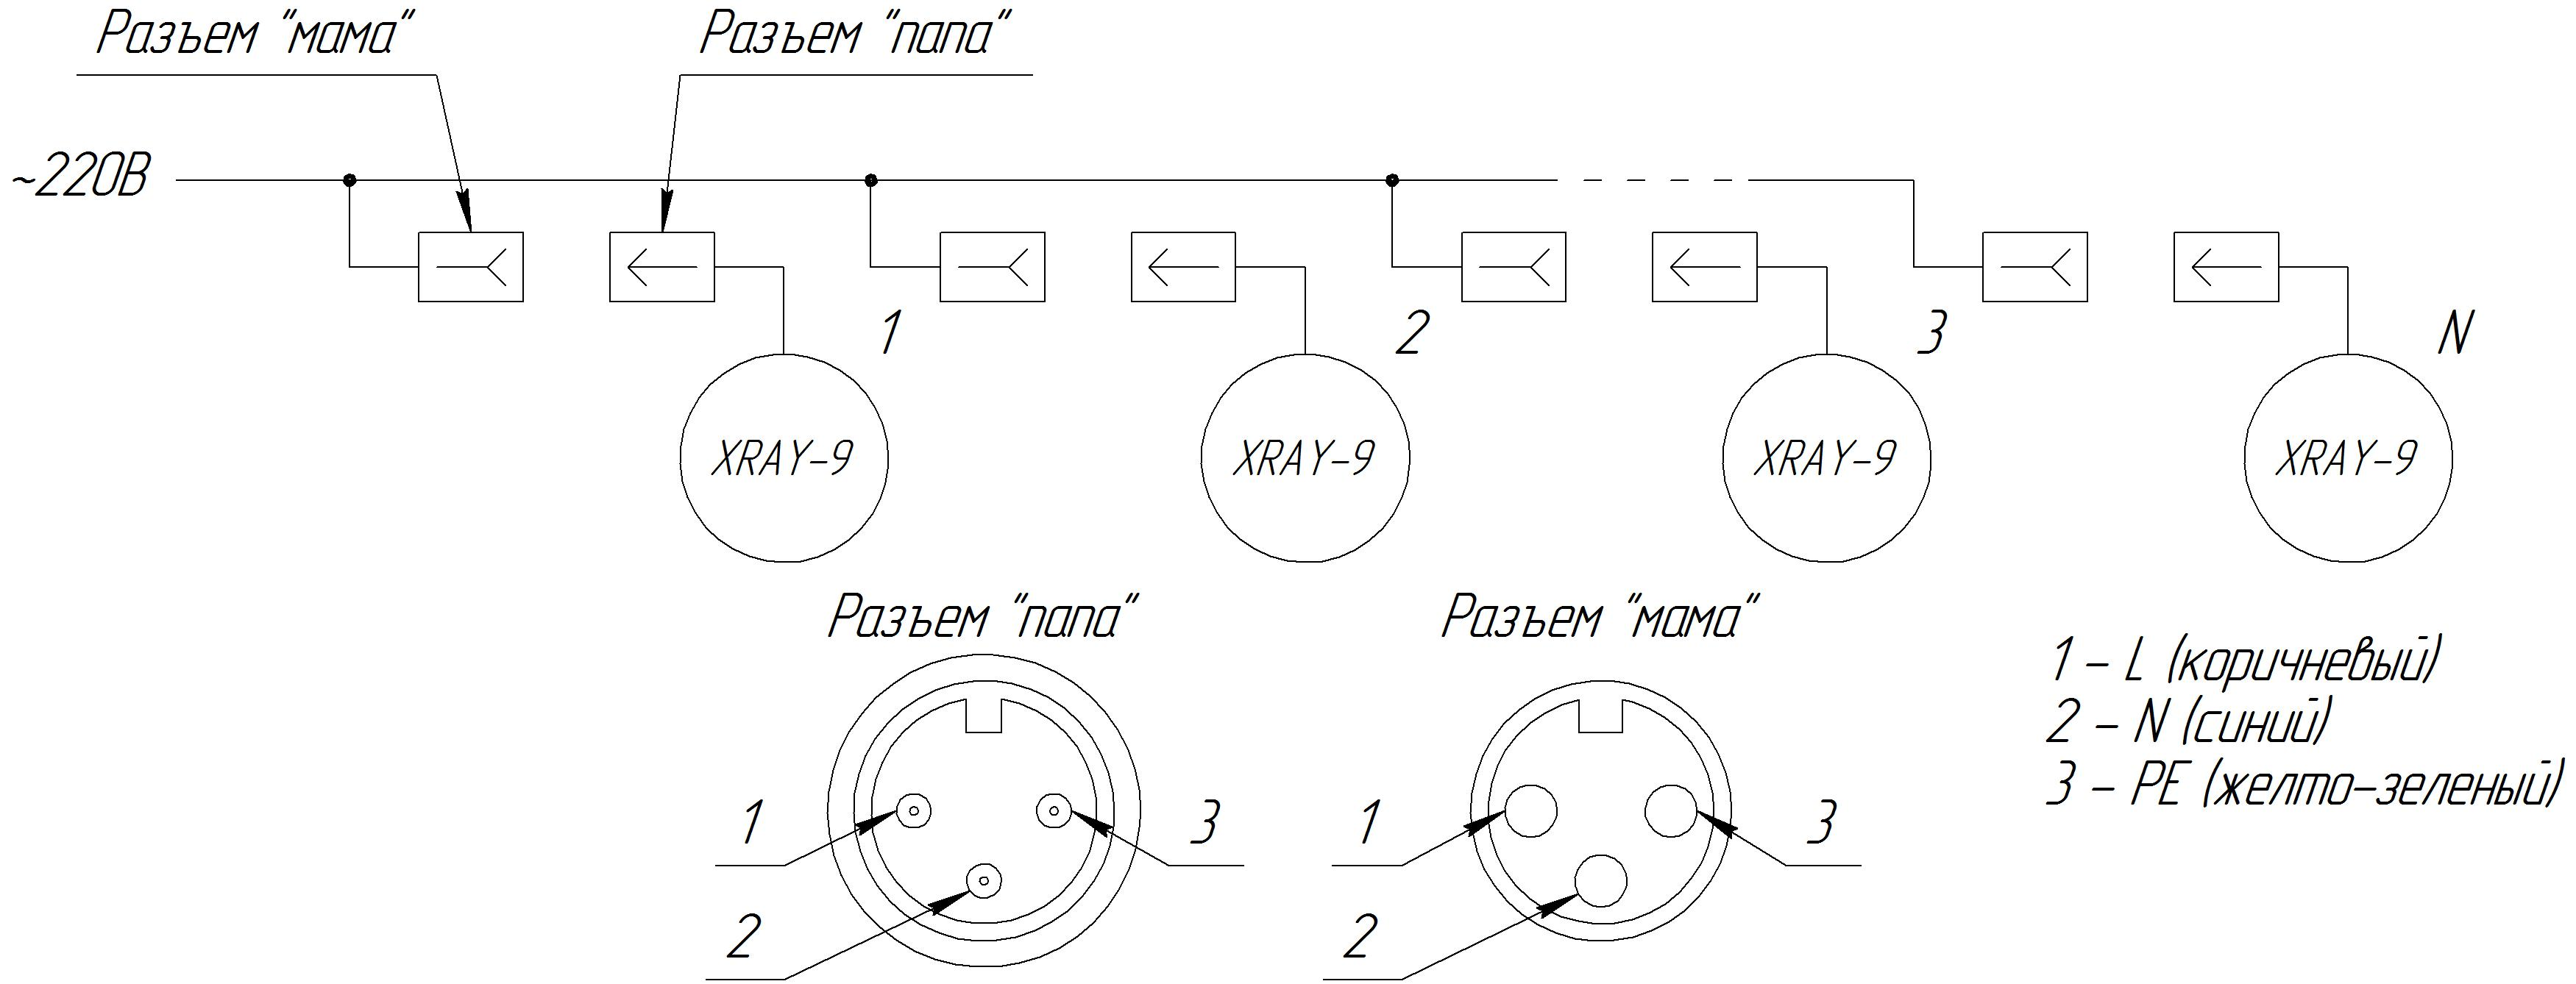 Разъем "мама"
Разъем "папа"
~220В
1
2
3
N
XRAY-9
XRAY-9
XRAY-9
XRAY-9
Разъем "папа"
Разъем "мама"
1 - L (коричневый)
2 - N (синий)
3 - PE (желто-зеленый)
1
3
2
1
3
2